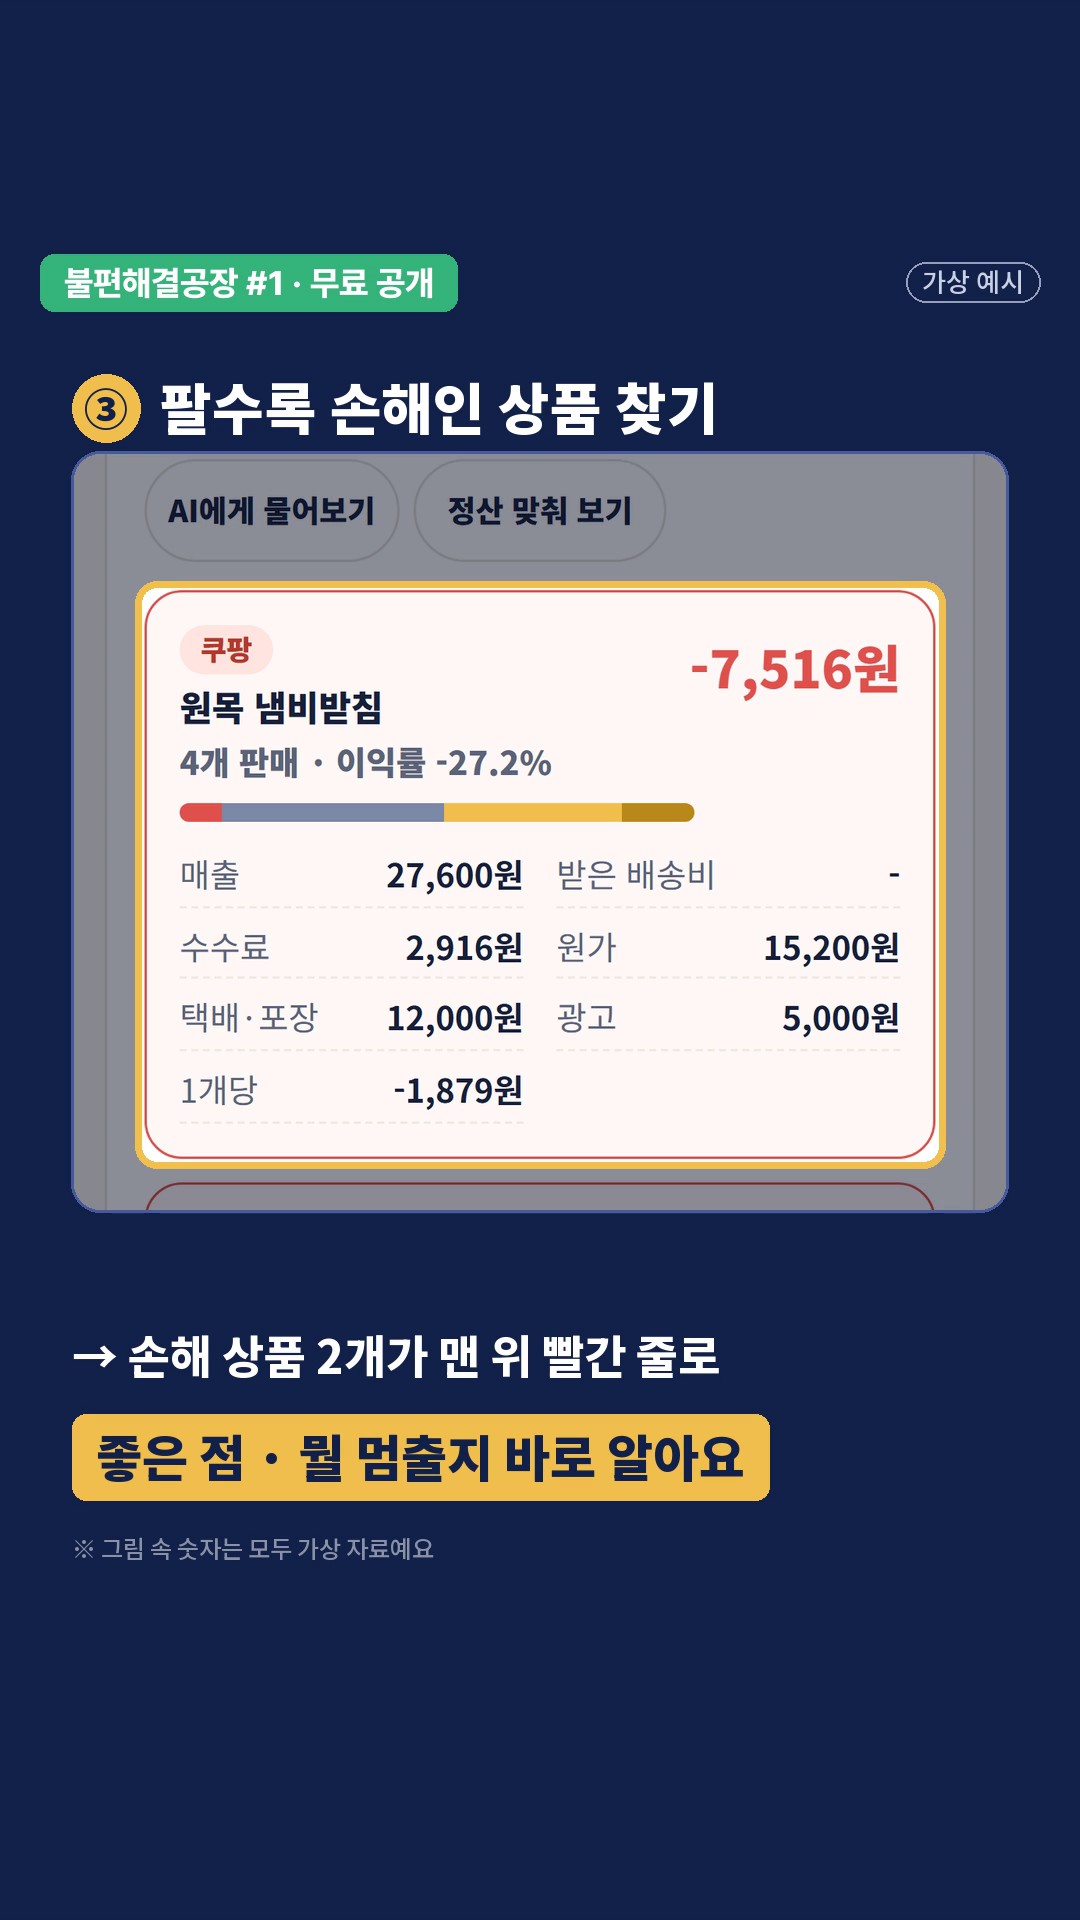 불편해결공장 #1 · 무료 공개
가상 예시
③ 팔수록 손해인 상품 찾기
AI에게 물어보기 정산 맞춰 보기
쿠팡
-7,516원
원목 냄비받침
4개 판매 · 이익률 -27.2%
매출 27,600원 받은 배송비 -
수수료 2,916원 원가 15,200원
택배·포장 12,000원 광고 5,000원
1개당 -1,879원
→ 손해 상품 2개가 맨 위 빨간 줄로
좋은 점 · 뭘 멈출지 바로 알아요
※ 그림 속 숫자는 모두 가상 자료예요